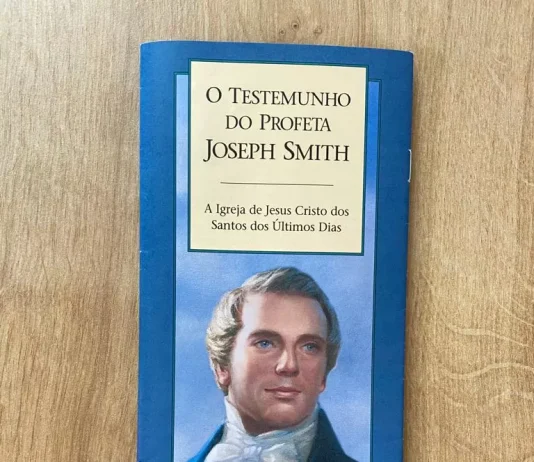 O TESTEMUNHO
DO PROFETA
JOSEPH SMITH
A Igreja de Jesus Cristo dos
Santos dos Últimos Dias